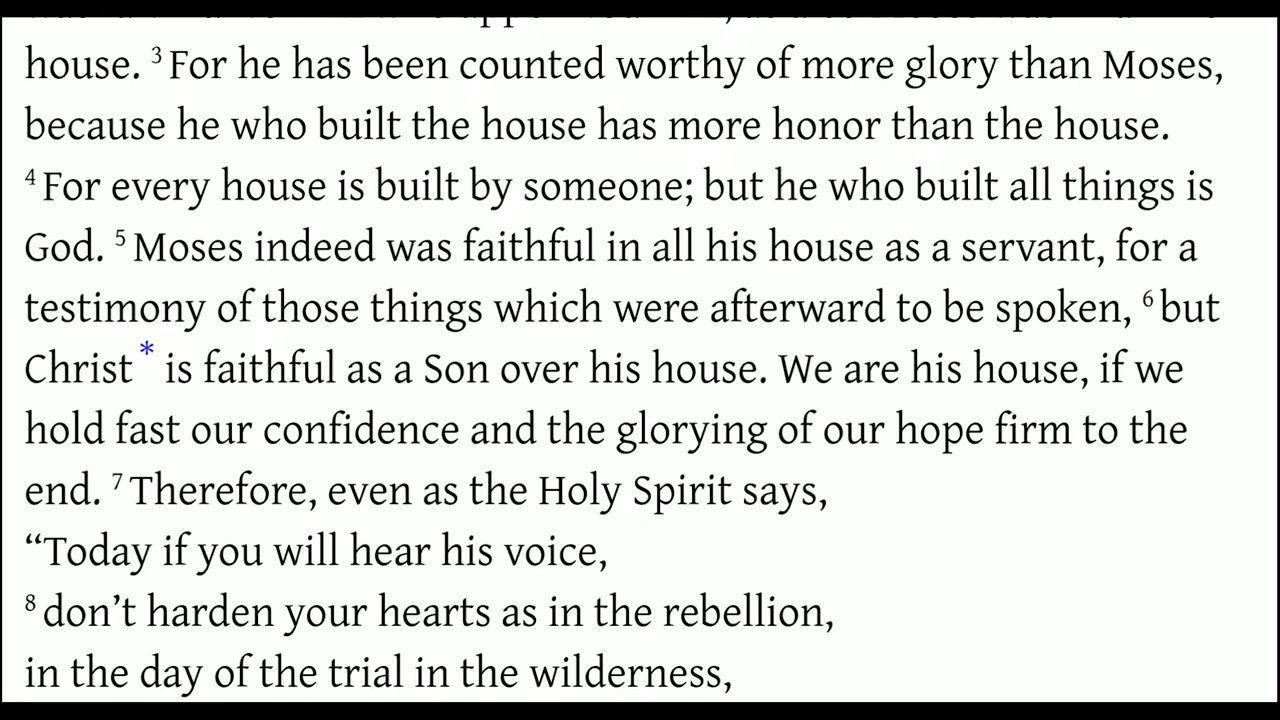 house. 3 For he has been counted worthy of more glory than Moses,
because he who built the house has more honor than the house.
4 For every house is built by someone; but he who built all things is
God. 5 Moses indeed was faithful in all his house as a servant, for a
testimony of those things which were afterward to be spoken, 6 but
Christ * is faithful as a Son over his house. We are his house, if we
hold fast our confidence and the glorying of our hope firm to the
end. 7 Therefore, even as the Holy Spirit says,
“Today if you will hear his voice,
8 don’t harden your hearts as in the rebellion,
in the day of the trial in the wilderness,